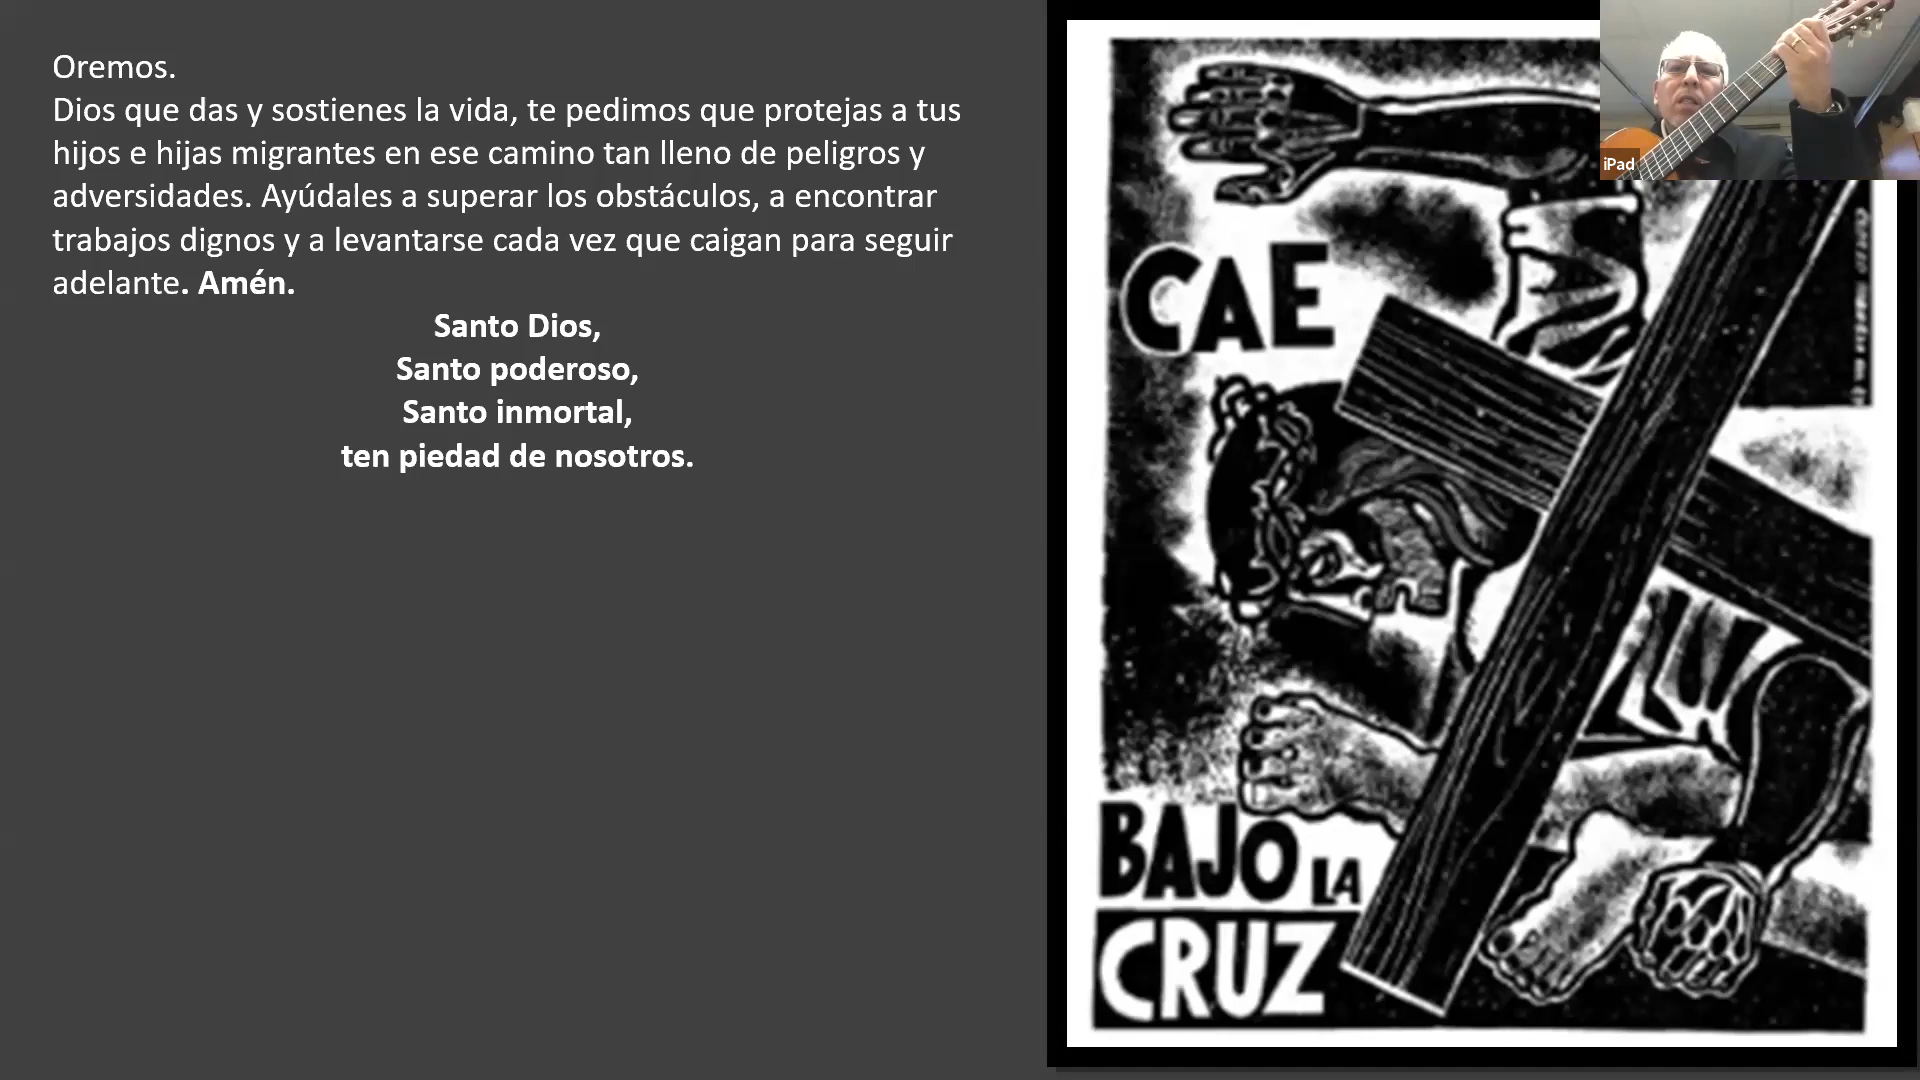 Oremos.
Dios que das y sostienes la vida, te pedimos que protejas a tus
hijos e hijas migrantes en ese camino tan lleno de peligros y
adversidades. Ayúdales a superar los obstáculos, a encontrar
trabajos dignos y a levantarse cada vez que caigan para seguir
adelante. Amén.
Santo Dios,
Santo poderoso,
Santo inmortal,
ten piedad de nosotros.
CAE
BAJO LA
CRUZ
iPad